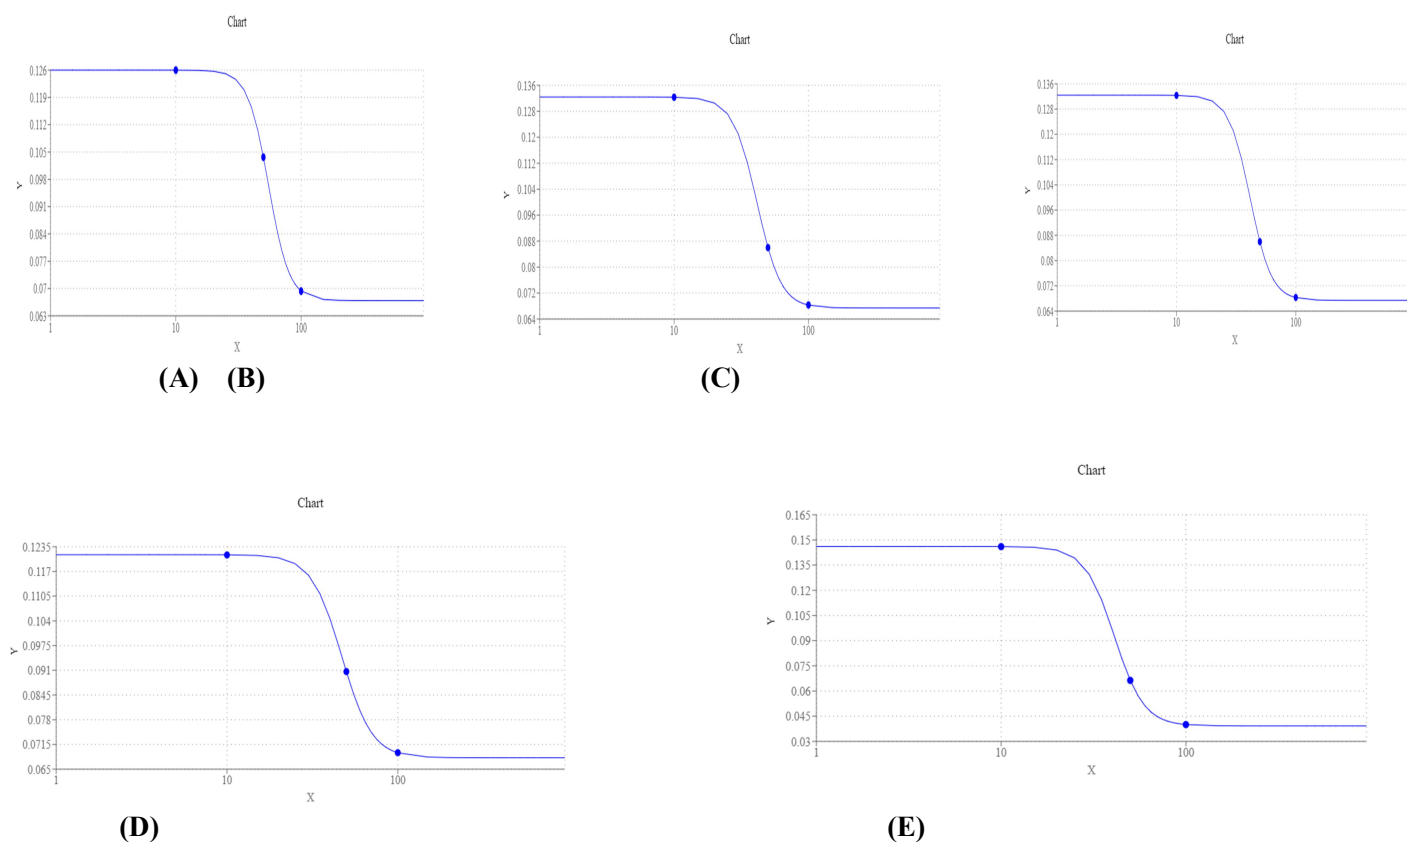 Chart
0.126
0.119
0.112
0.105
0.098
0.091
0.084
0.077
0.07
0.063
Y
1 10 100
X
Chart
0.136
0.128
0.12
0.112
0.104
0.096
0.088
0.08
0.072
0.064
Y
1 10 100
X
Chart
0.136
0.128
0.12
0.112
0.104
0.096
0.088
0.08
0.072
0.064
Y
1 10 100
X
(A) (B) (C)
Chart
0.1235
0.117
0.1105
0.104
0.0975
0.091
0.0845
0.078
0.0715
0.065
Y
1 10 100
X
Chart
0.165
0.15
0.135
0.12
0.105
0.09
0.075
0.06
0.045
0.03
Y
1 10 100
X
(D) (E)